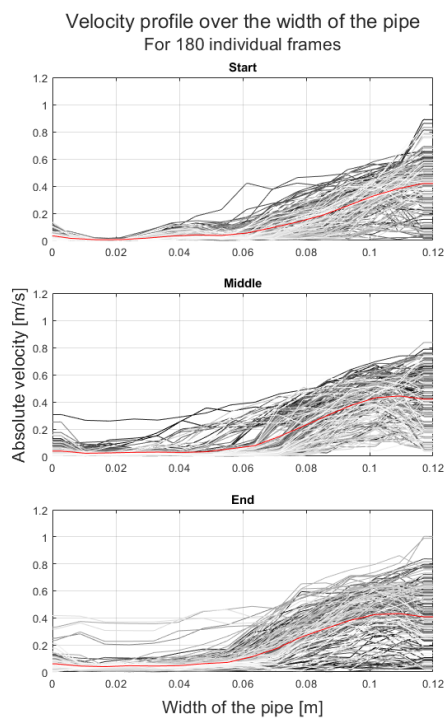 Velocity profile over the width of the pipe
For 180 individual frames
Start
1.2
1
0.8
0.6
0.4
0.2
0
0 0.02 0.04 0.06 0.08 0.1 0.12
Middle
1.2
1
0.8
0.6
0.4
0.2
0
0 0.02 0.04 0.06 0.08 0.1 0.12
Absolute velocity [m/s]
End
1.2
1
0.8
0.6
0.4
0.2
0
0 0.02 0.04 0.06 0.08 0.1 0.12
Width of the pipe [m]